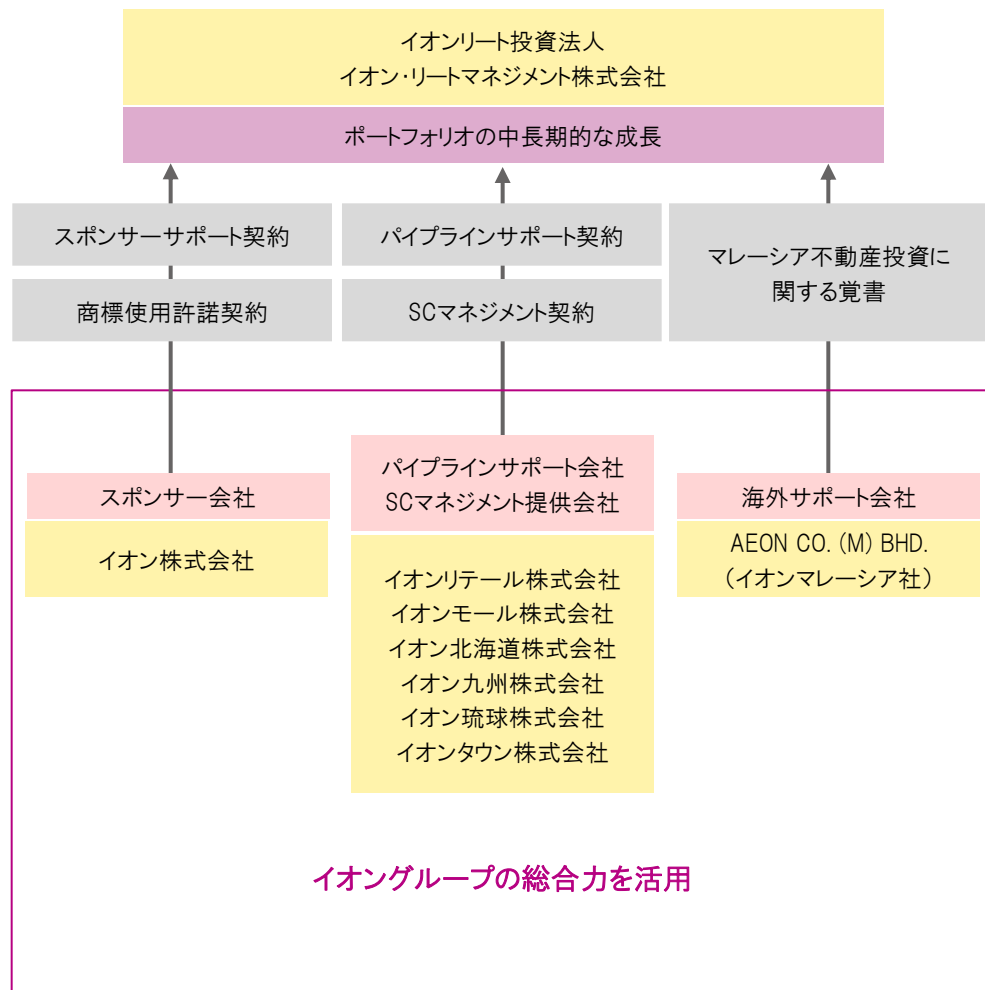 イオンリート投資法人
イオン・リートマネジメント株式会社
ポートフォリオの中長期的な成長
スポンサーサポート契約
商標使用許諾契約
パイプラインサポート契約
SCマネジメント契約
マレーシア不動産投資に
関する覚書
スポンサー会社
イオン株式会社
パイプラインサポート会社
SCマネジメント提供会社
イオンリテール株式会社
イオンモール株式会社
イオン北海道株式会社
イオン九州株式会社
イオン琉球株式会社
イオンタウン株式会社
海外サポート会社
AEON CO. (M) BHD.
（イオンマレーシア社）
イオングループの総合力を活用